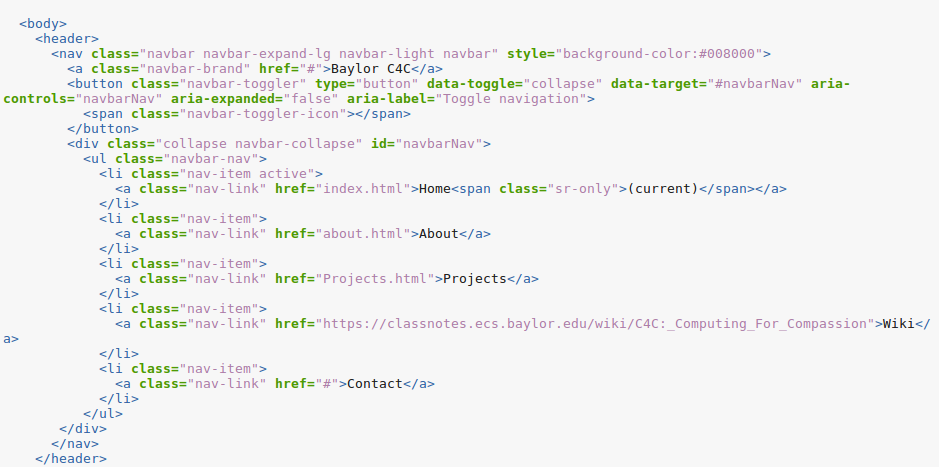 <body>
<header>
<nav class="navbar navbar-expand-lg navbar-light navbar" style="background-color:#008000">
<a class="navbar-brand" href="#">Baylor C4C</a>
<button class="navbar-toggler" type="button" data-toggle="collapse" data-target="#navbarNav" aria-
controls="navbarNav" aria-expanded="false" aria-label="Toggle navigation">
<span class="navbar-toggler-icon"></span>
</button>
<div class="collapse navbar-collapse" id="navbarNav">
<ul class="navbar-nav">
<li class="nav-item active">
<a class="nav-link" href="index.html">Home<span class="sr-only">(current)</span></a>
</li>
<li class="nav-item">
<a class="nav-link" href="about.html">About</a>
</li>
<li class="nav-item">
<a class="nav-link" href="Projects.html">Projects</a>
</li>
<li class="nav-item">
<a class="nav-link" href="https://classnotes.ecs.baylor.edu/wiki/C4C:_Computing_For_Compassion">Wiki</
a>
</li>
<li class="nav-item">
<a class="nav-link" href="#">Contact</a>
</li>
</ul>
</div>
</nav>
</header>